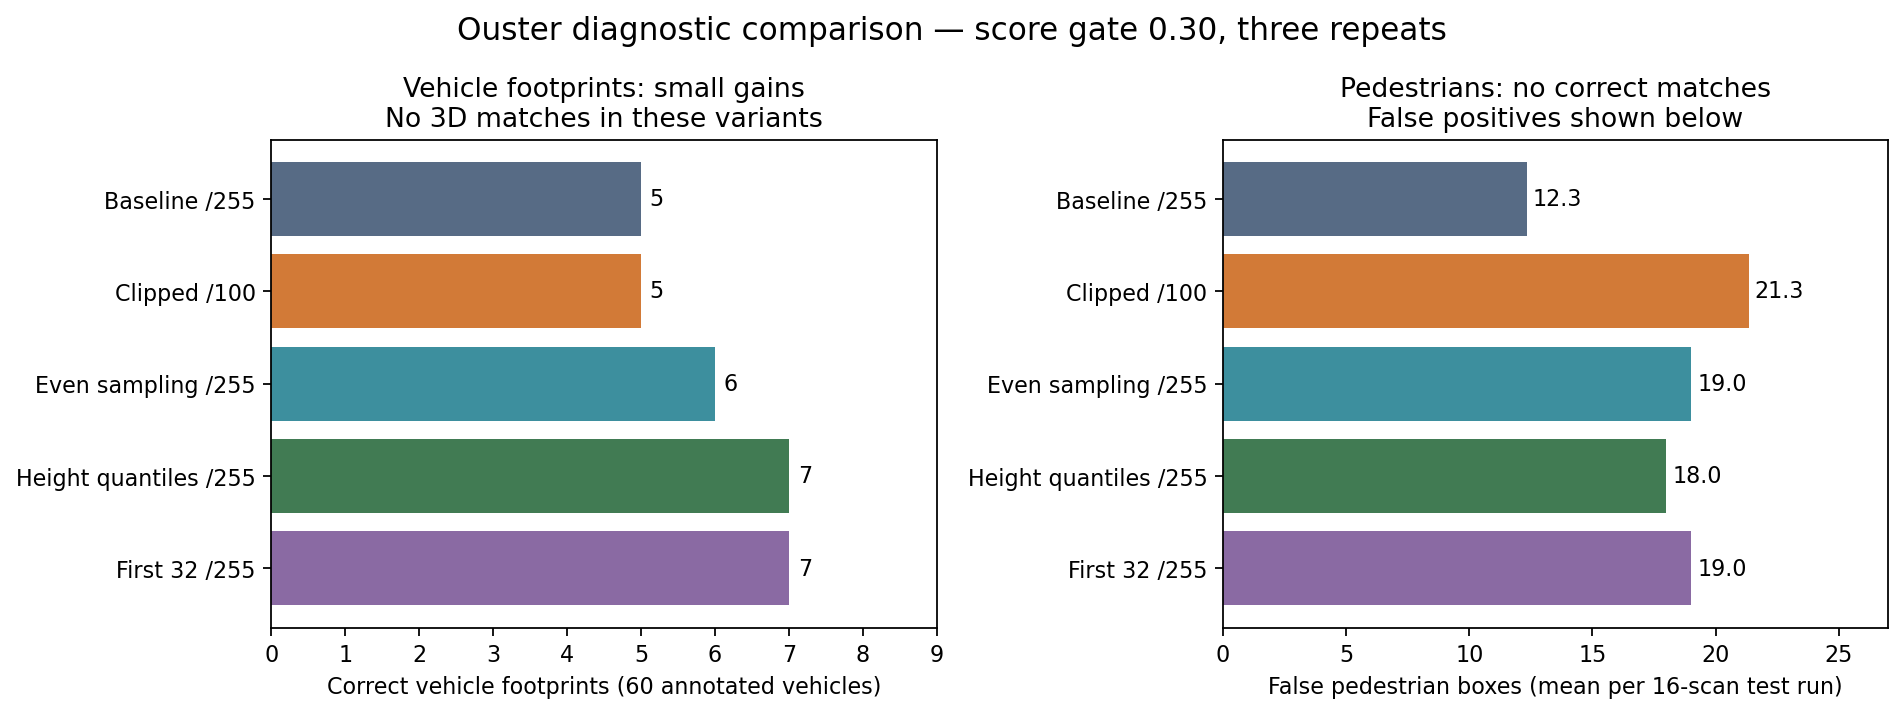 Ouster diagnostic comparison — score gate 0.30, three repeats
Vehicle footprints: small gains
No 3D matches in these variants
Baseline /255
5
Clipped /100
5
Even sampling /255
6
Height quantiles /255
7
First 32 /255
7
0 1 2 3 4 5 6 7 8 9
Correct vehicle footprints (60 annotated vehicles)
Pedestrians: no correct matches
False positives shown below
Baseline /255
12.3
Clipped /100
21.3
Even sampling /255
19.0
Height quantiles /255
18.0
First 32 /255
19.0
0 5 10 15 20 25
False pedestrian boxes (mean per 16-scan test run)